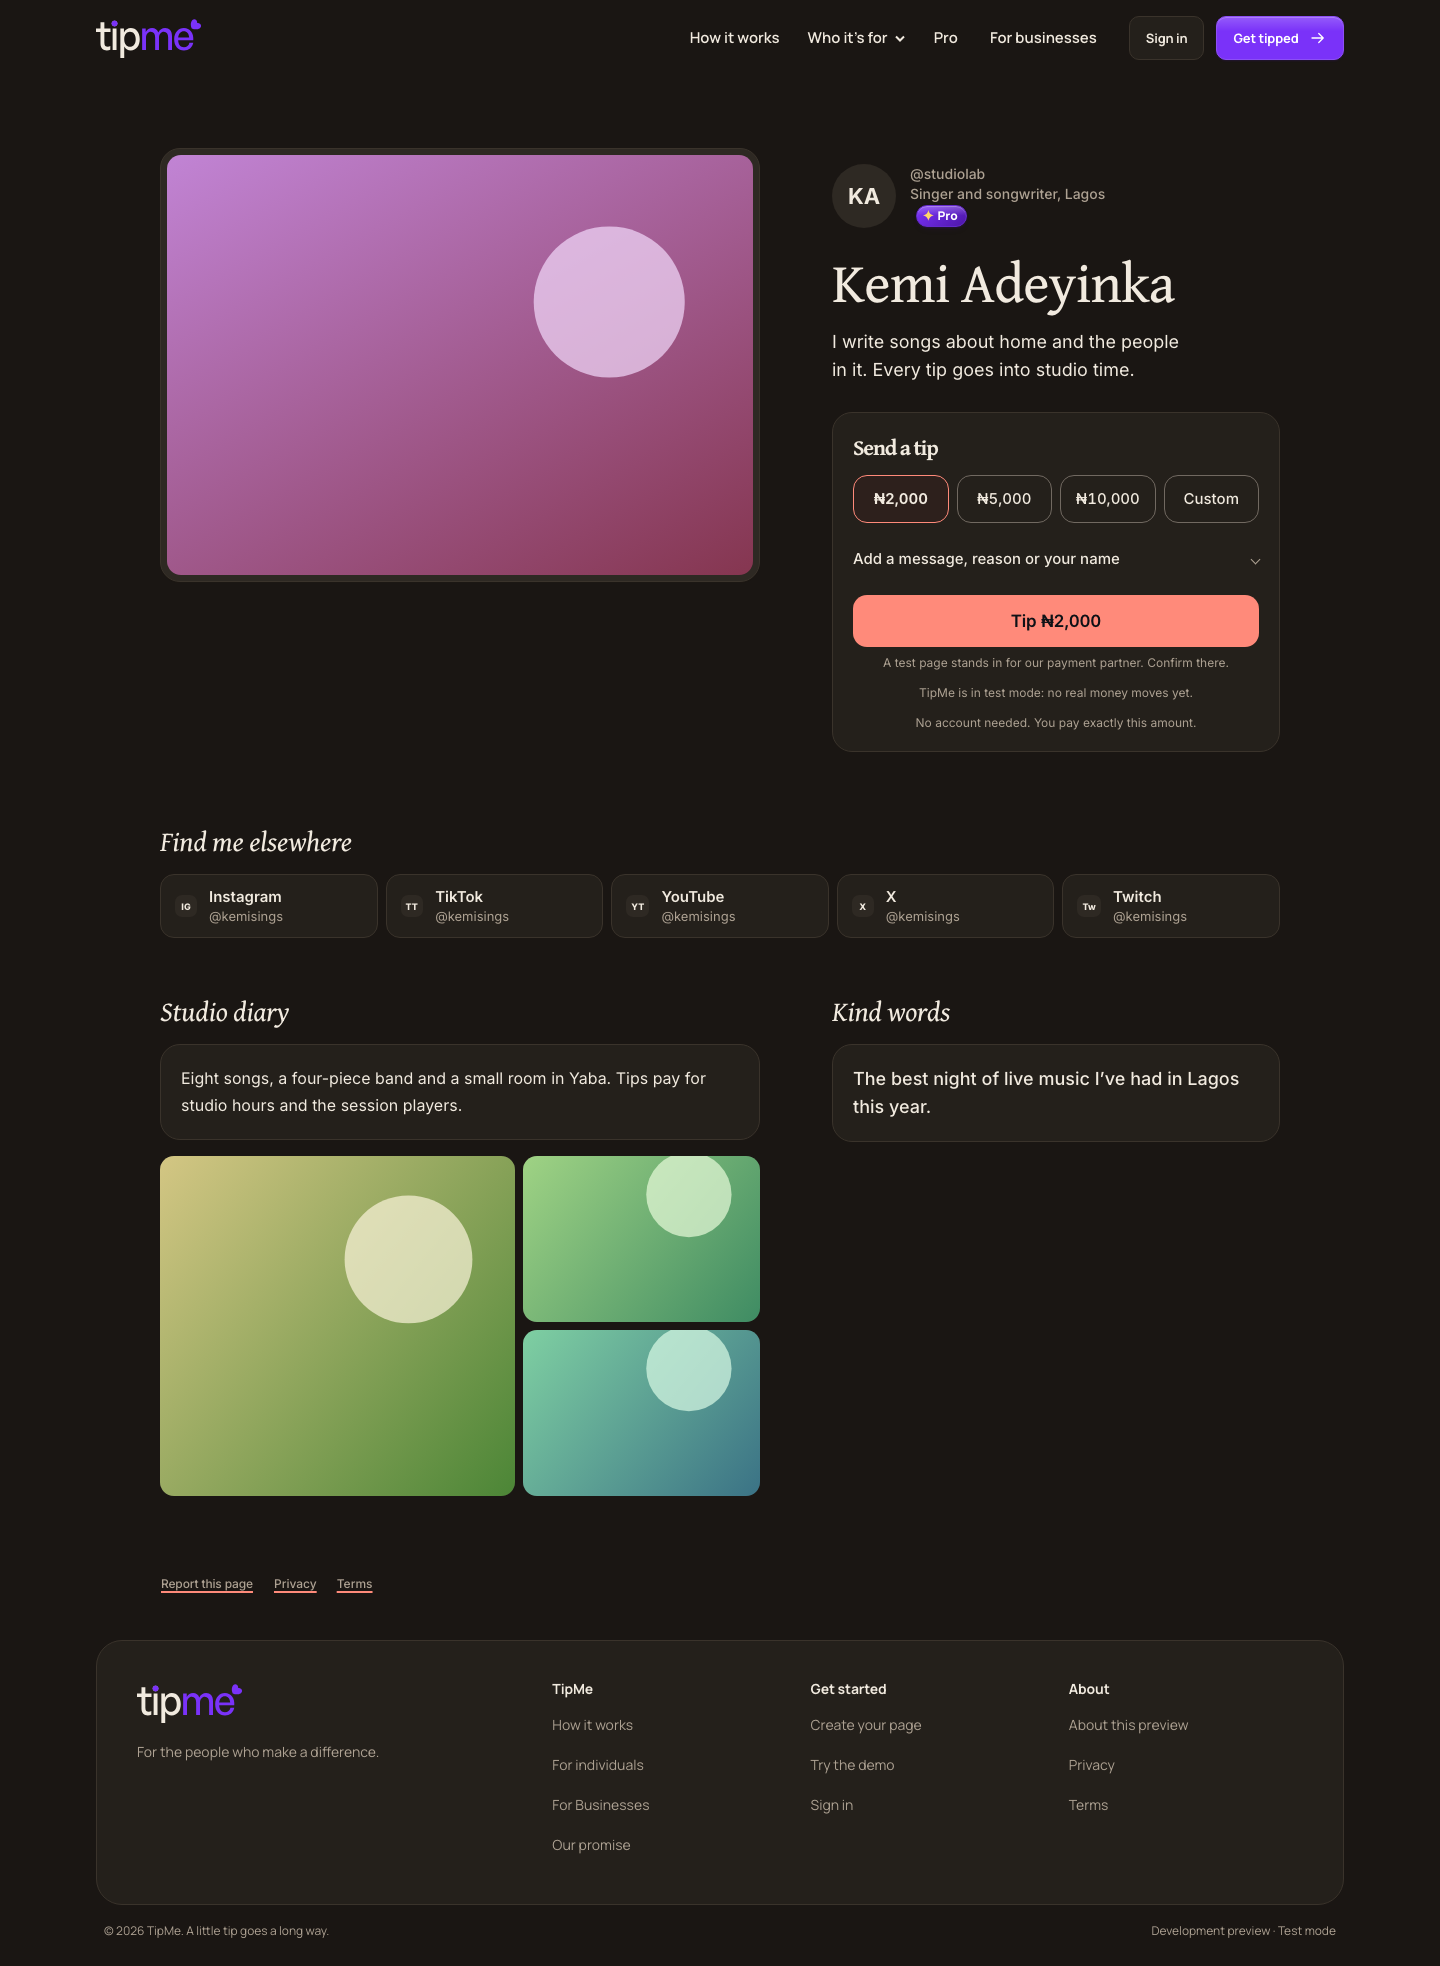 tipme
How it works
Who it's for
Pro
For businesses
Sign in
Get tipped
KA
@studiolab
Singer and songwriter, Lagos
Pro
Kemi Adeyinka
I write songs about home and the people
in it. Every tip goes into studio time.
Send a tip
₦2,000
₦5,000
₦10,000
Custom
Add a message, reason or your name
Tip ₦2,000
A test page stands in for our payment partner. Confirm there.
TipMe is in test mode: no real money moves yet.
No account needed. You pay exactly this amount.
Find me elsewhere
IG
Instagram
@kemisings
TT
TikTok
@kemisings
YT
YouTube
@kemisings
X
X
@kemisings
Tw
Twitch
@kemisings
Studio diary
Eight songs, a four-piece band and a small room in Yaba. Tips pay for
studio hours and the session players.
Kind words
The best night of live music I’ve had in Lagos
this year.
Report this page
Privacy
Terms
tipme
For the people who make a difference.
TipMe
How it works
For individuals
For Businesses
Our promise
Get started
Create your page
Try the demo
Sign in
About
About this preview
Privacy
Terms
© 2026 TipMe. A little tip goes a long way.
Development preview · Test mode